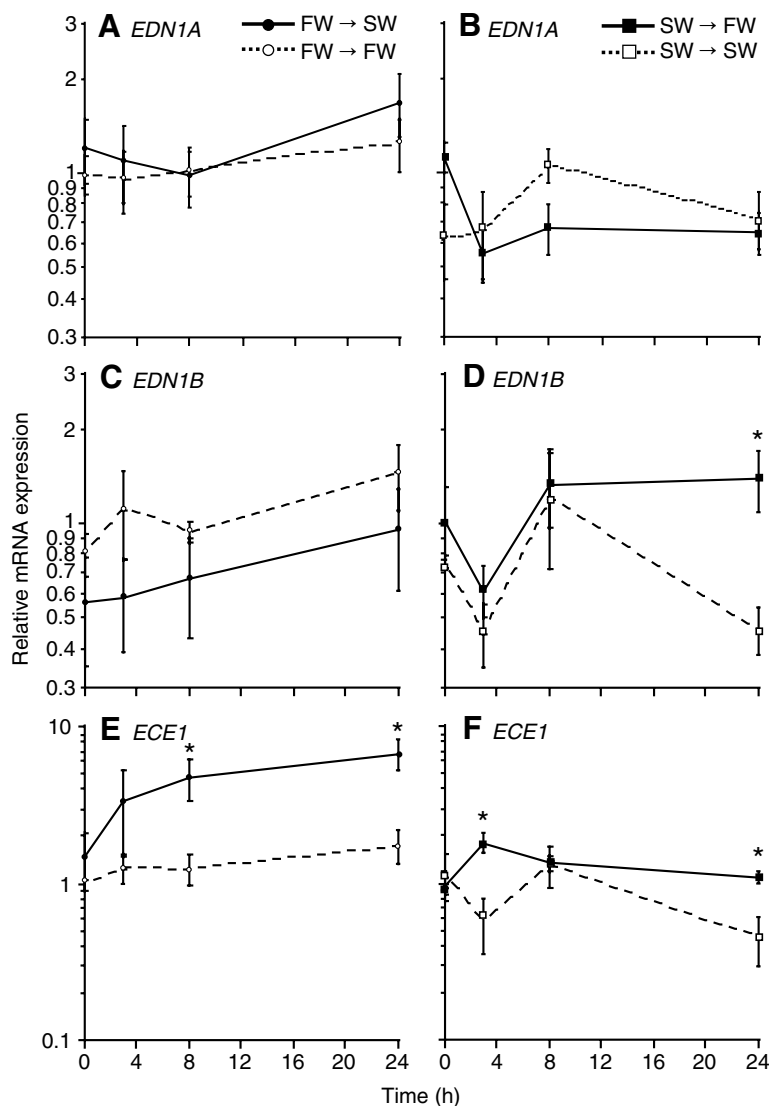 A EDN1A
FW → SW
FW → FW
3
2
1
0.9
0.8
0.7
0.6
0.5
0.4
0.3
B EDN1A
SW → FW
SW → SW
C EDN1B
3
2
1
0.9
0.8
0.7
0.6
0.5
0.4
0.3
D EDN1B
*
Relative mRNA expression
E ECE1
* *
10
1
0.1
0 4 8 12 16 20 24
F ECE1
* *
0 4 8 12 16 20 24
Time (h)